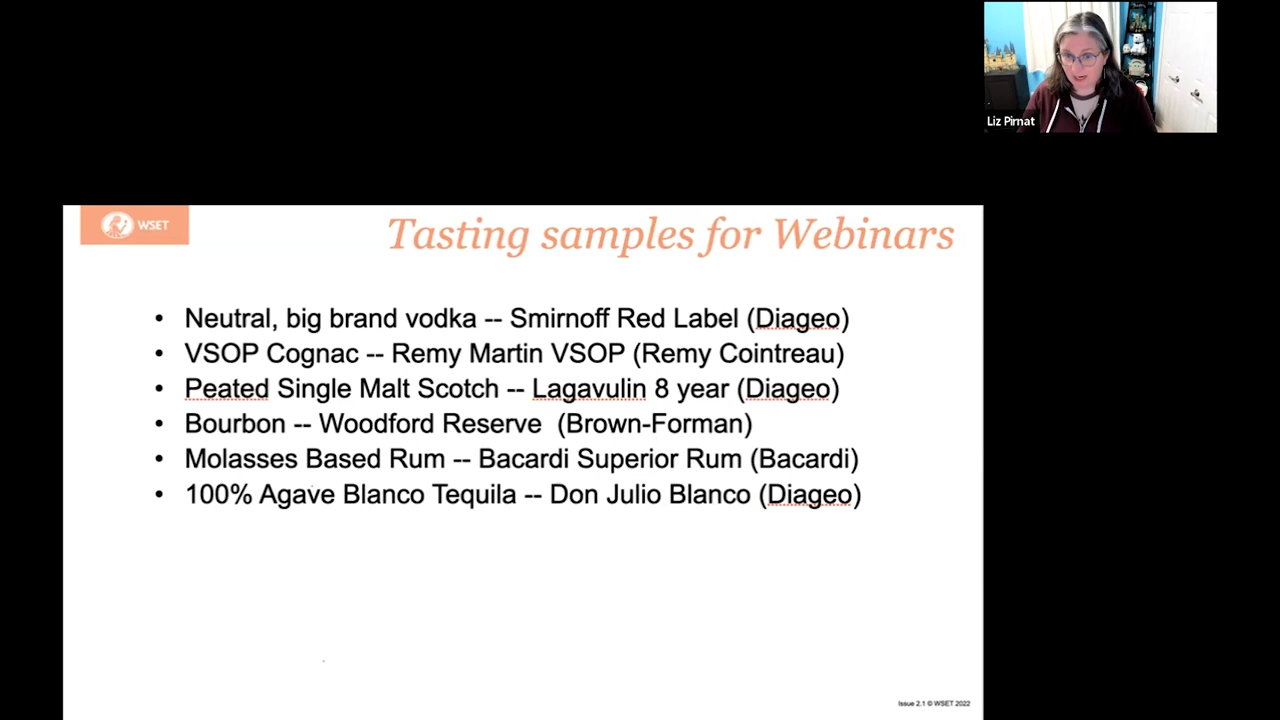 Liz Pirnat
WSET
Tasting samples for Webinars
• Neutral, big brand vodka -- Smirnoff Red Label (Diageo)
• VSOP Cognac -- Remy Martin VSOP (Remy Cointreau)
• Peated Single Malt Scotch -- Lagavulin 8 year (Diageo)
• Bourbon -- Woodford Reserve (Brown-Forman)
• Molasses Based Rum -- Bacardi Superior Rum (Bacardi)
• 100% Agave Blanco Tequila -- Don Julio Blanco (Diageo)
Issue 2.1 © WSET 2022